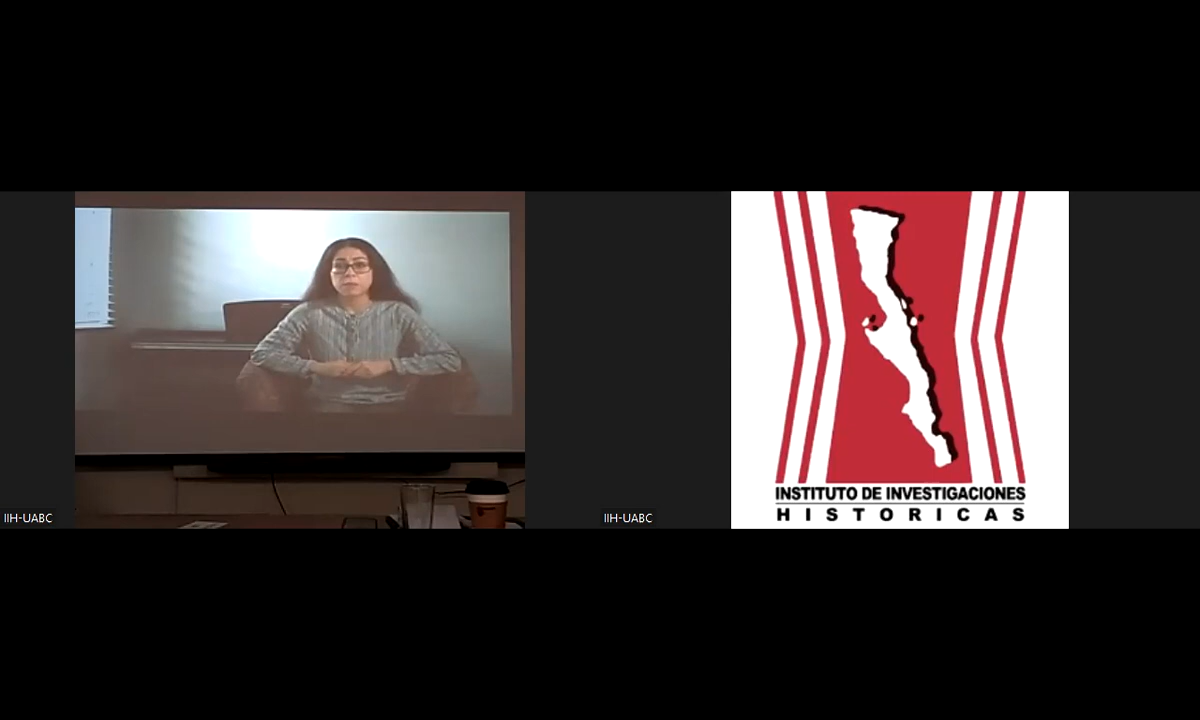 IIH-UABC
IIH-UABC
INSTITUTO DE INVESTIGACIONES
HISTORICAS